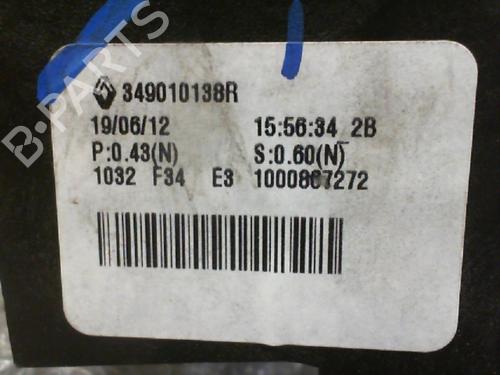 349010138R
19/06/12 15:56:34 2B
P:0.43(N) S:0.60(N)
1032 F34 E3 1000867272
B-PARTS